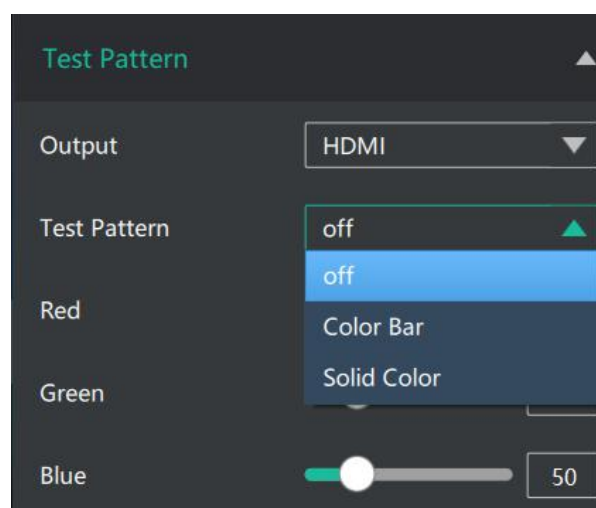 Test Pattern
Output HDMI
Test Pattern off
off
Red
Color Bar
Solid Color
Green
Blue 50